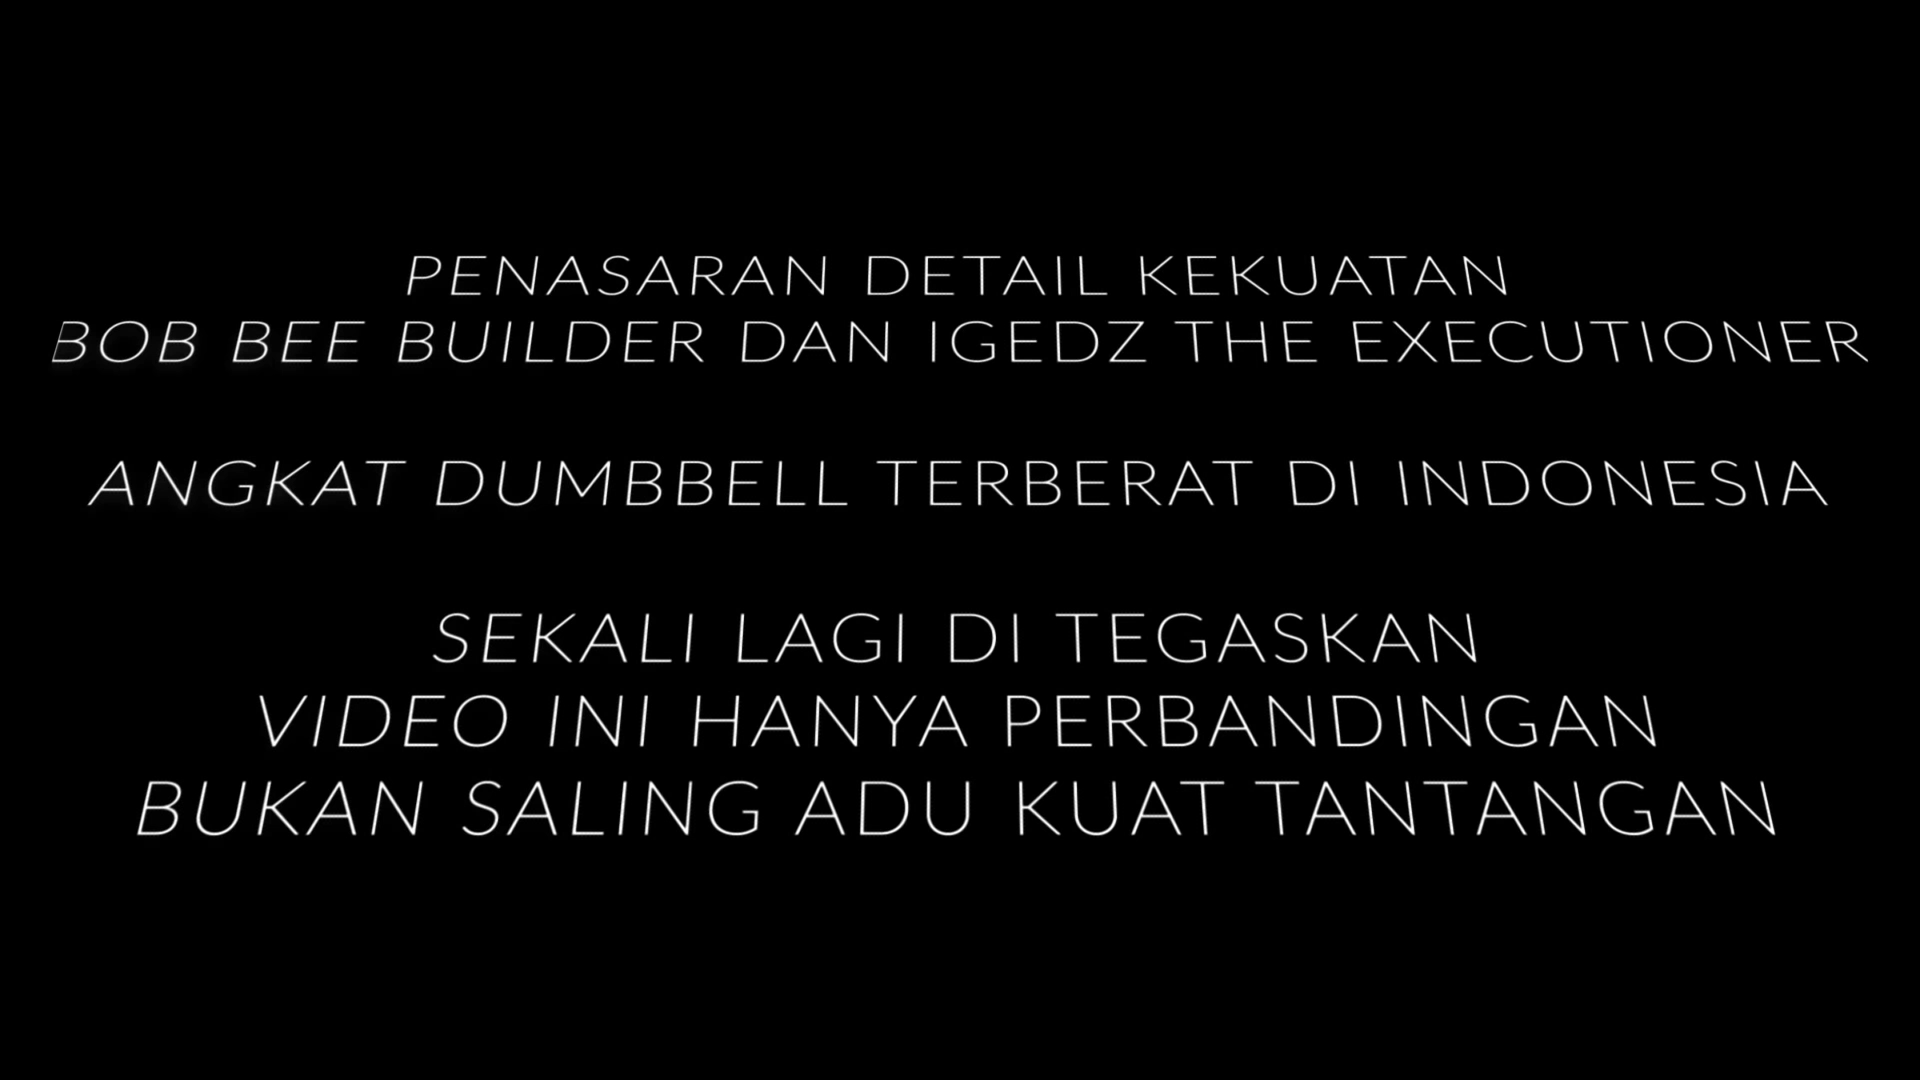 PENASARAN DETAIL KEKUATAN
BOB BEE BUILDER DAN IGEDZ THE EXECUTIONER
ANGKAT DUMBBELL TERBERAT DI INDONESIA
SEKALI LAGI DI TEGASKAN
VIDEO INI HANYA PERBANDINGAN
BUKAN SALING ADU KUAT TANTANGAN